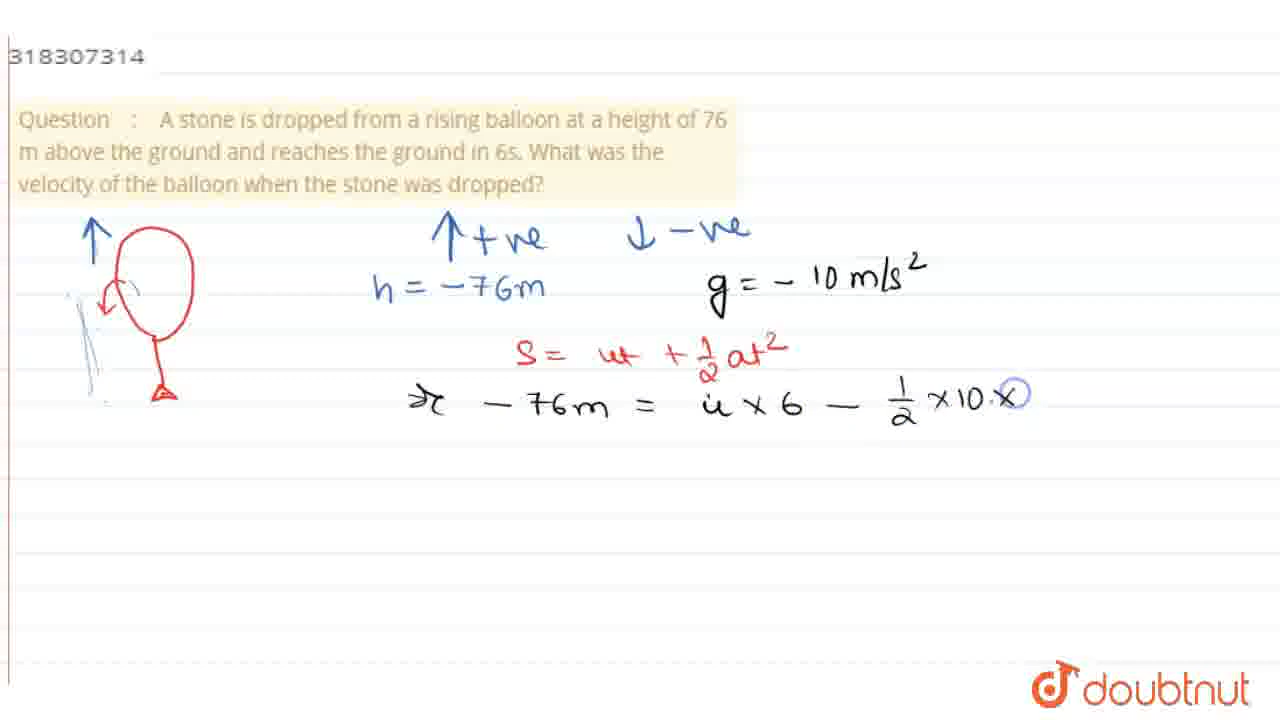 318307314
Question : A stone is dropped from a rising balloon at a height of 76
m above the ground and reaches the ground in 6s. What was the
velocity of the balloon when the stone was dropped?
↑ +ve ↓ -ve
h = -76m g = - 10 m/s²
S = ut + 1/2 at²
- 76m = u × 6 - 1/2 × 10 ×
doubtnut